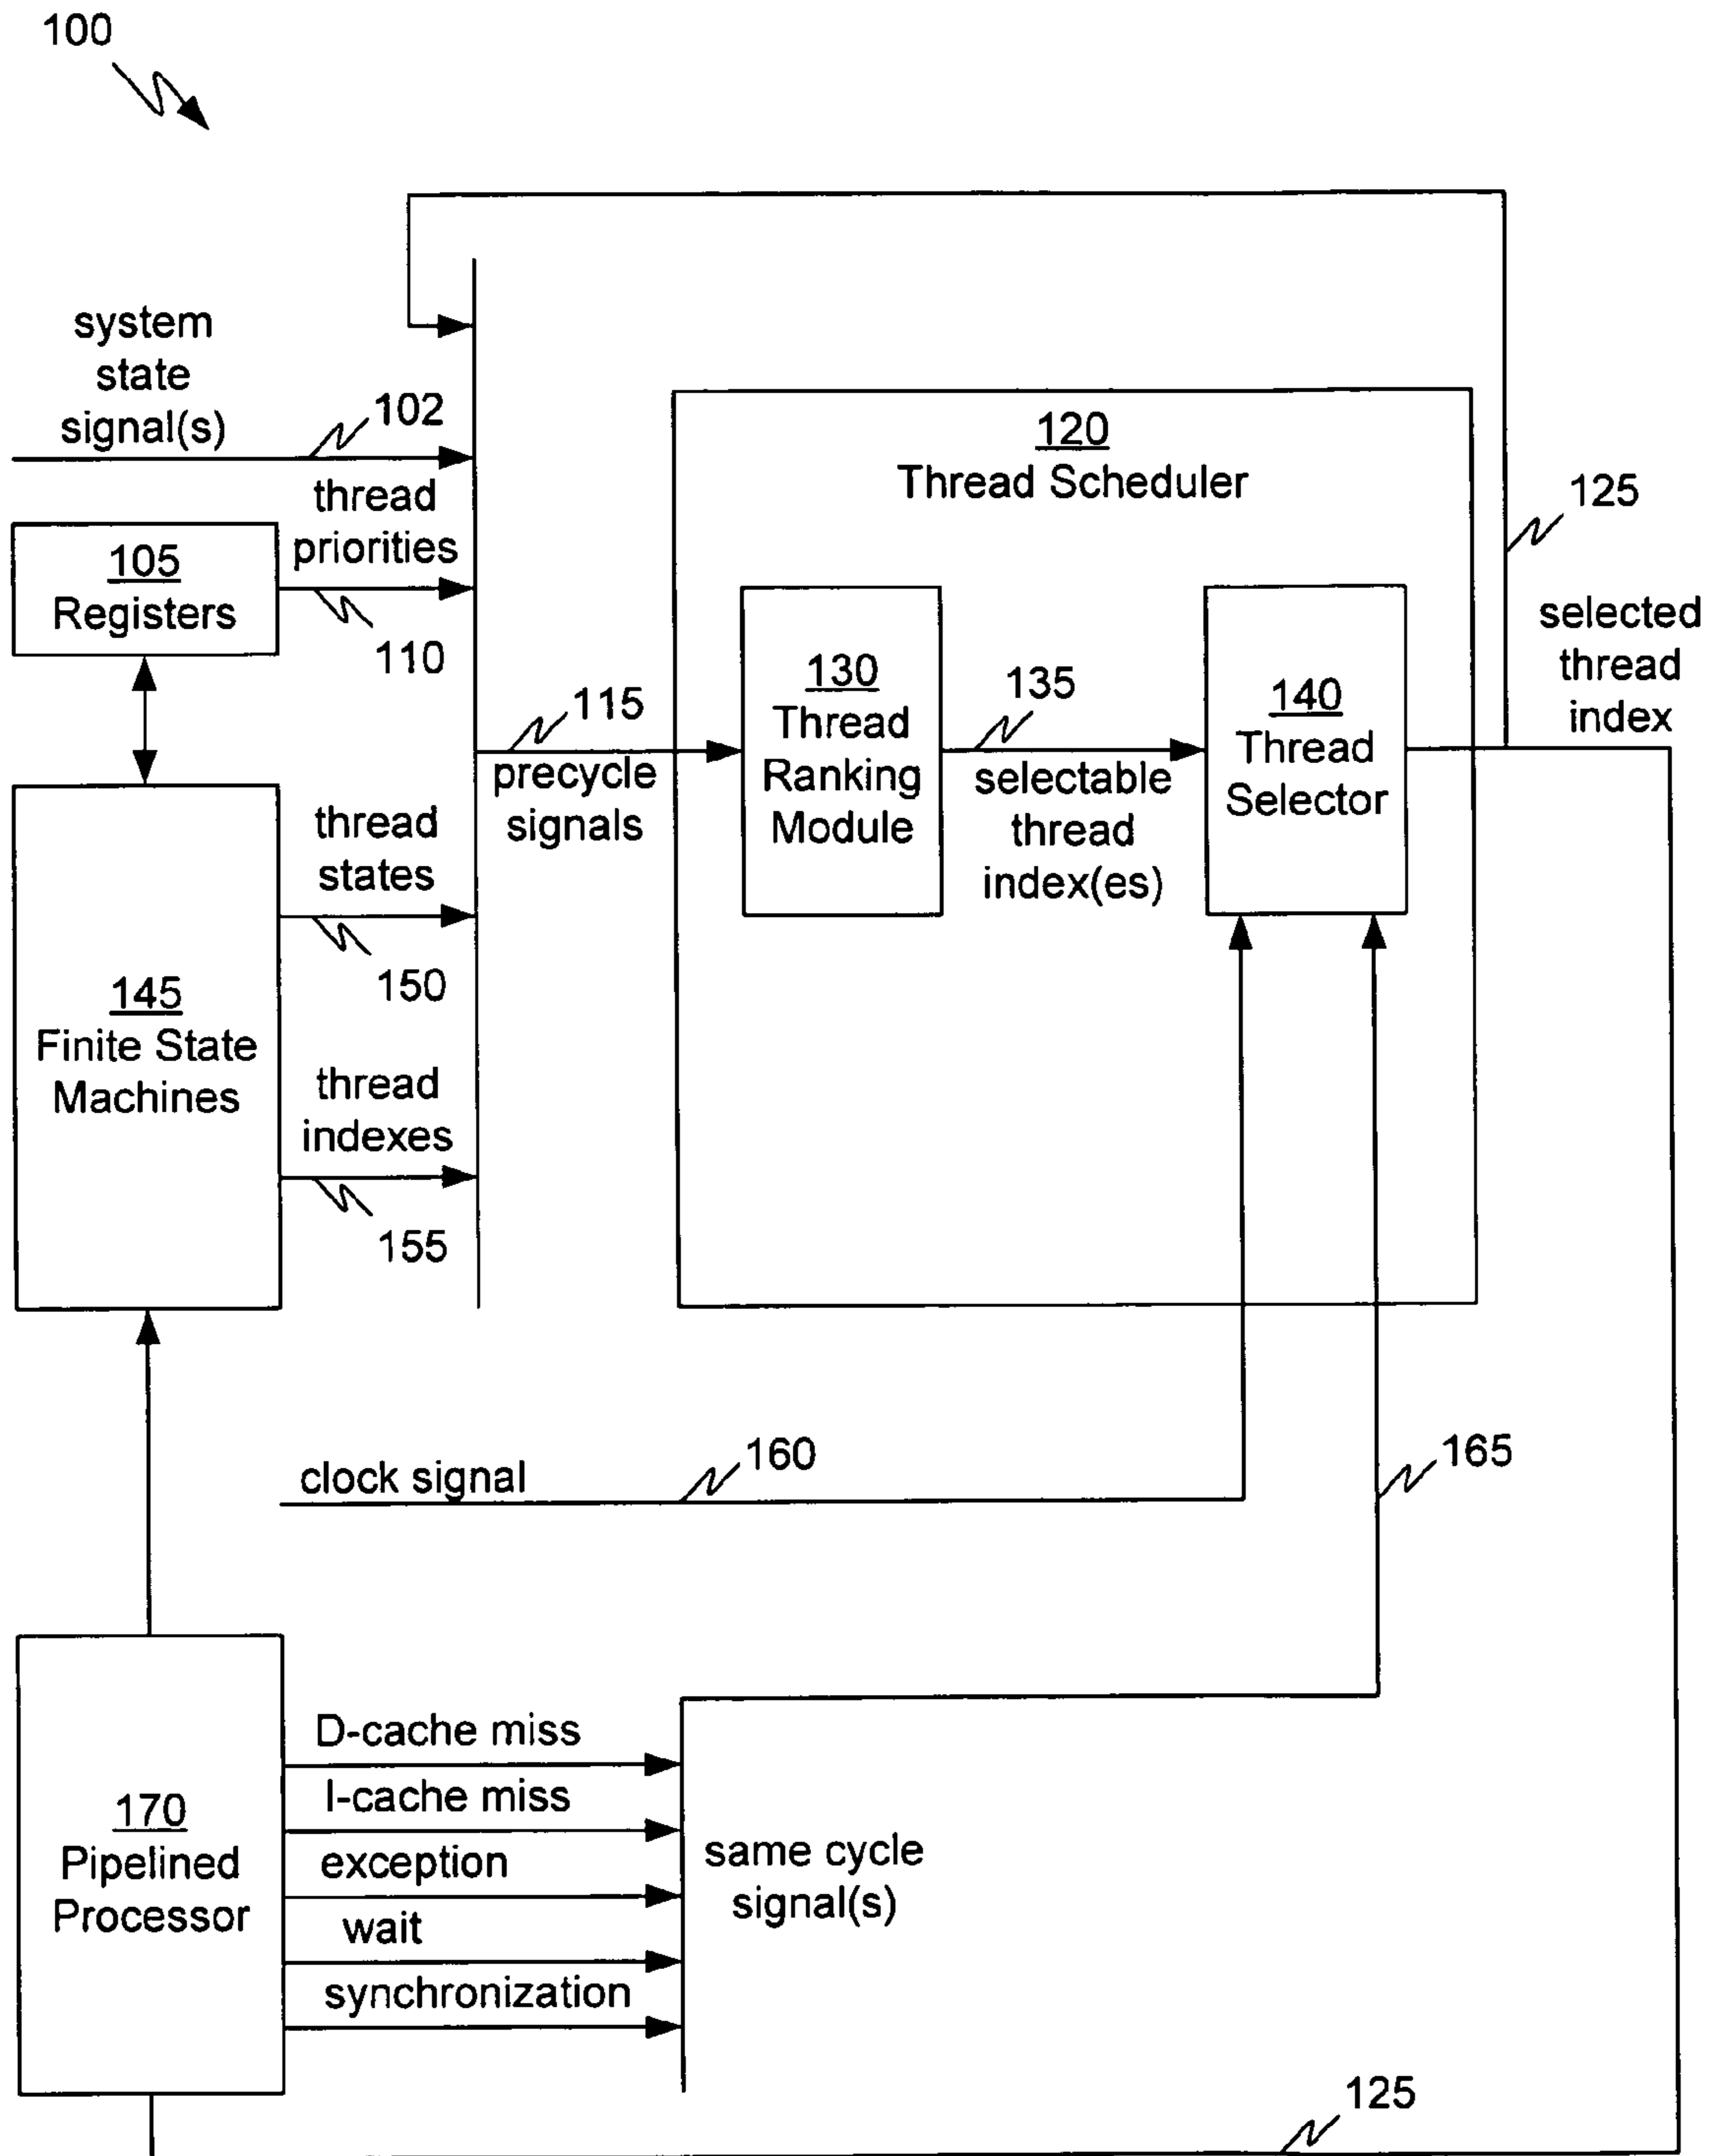 100
system
state
signal(s)
102
thread
priorities
110
105
Registers
115
precycle
signals
120
Thread Scheduler
130
Thread
Ranking
Module
135
selectable
thread
index(es)
140
Thread
Selector
125
selected
thread
index
145
Finite State
Machines
thread
states
150
thread
indexes
155
clock signal
160
165
170
Pipelined
Processor
D-cache miss
I-cache miss
exception
wait
synchronization
same cycle
signal(s)
125